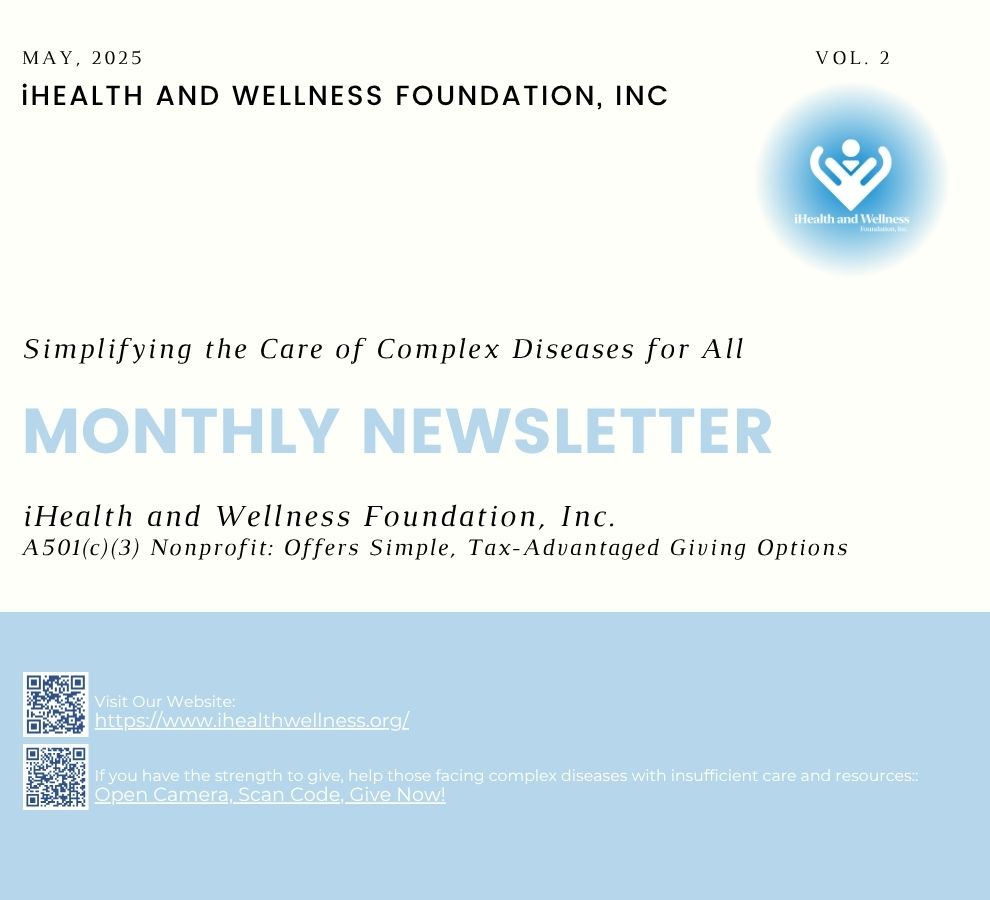 MAY, 2025
VOL. 2
iHEALTH AND WELLNESS FOUNDATION, INC
iHealth and Wellness
Foundation, Inc.
Simplifying the Care of Complex Diseases for All
MONTHLY NEWSLETTER
iHealth and Wellness Foundation, Inc.
A501(c)(3) Nonprofit: Offers Simple, Tax-Advantaged Giving Options
Visit Our Website:
https://www.ihealthwellness.org/
If you have the strength to give, help those facing complex diseases with insufficient care and resources::
Open Camera, Scan Code, Give Now!